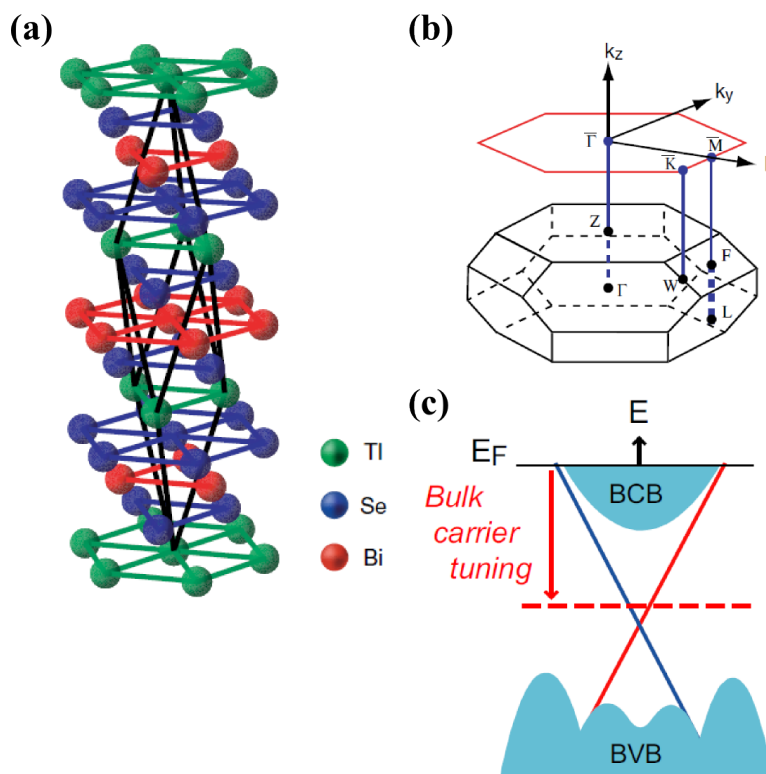 (a)
Tl
Se
Bi
(b)
kz
ky
Γ̅
M̅
K̅
Z
F
W
Γ
L
(c)
E
EF
BCB
Bulk
carrier
tuning
BVB